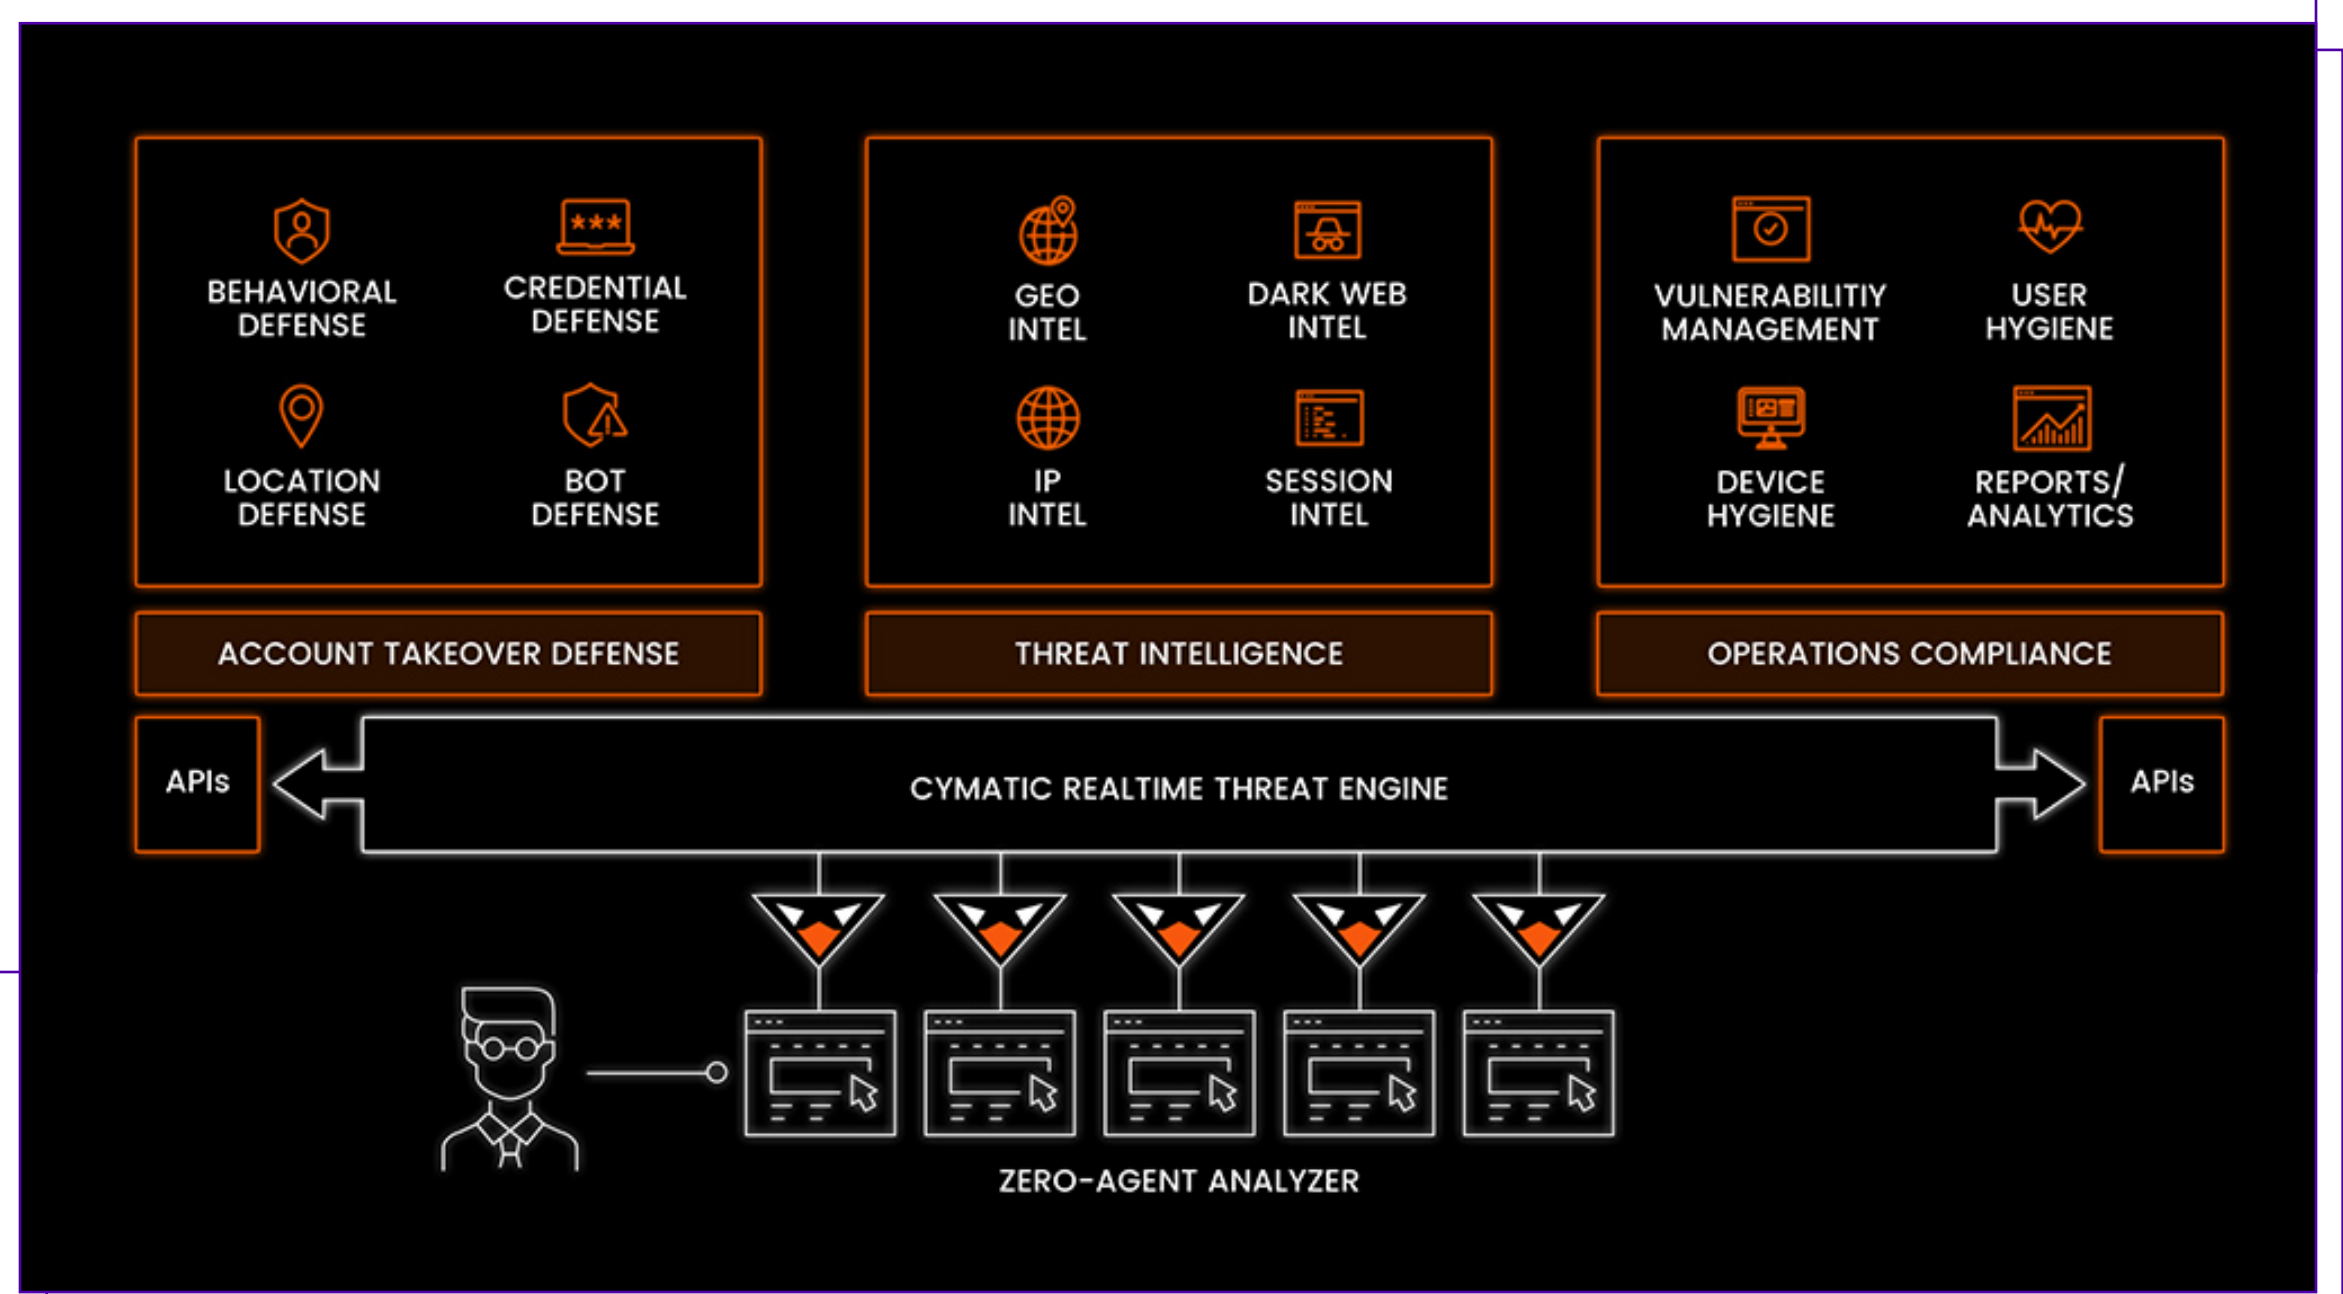 BEHAVIORAL
DEFENSE
CREDENTIAL
DEFENSE
LOCATION
DEFENSE
BOT
DEFENSE
GEO
INTEL
DARK WEB
INTEL
IP
INTEL
SESSION
INTEL
VULNERABILITIY
MANAGEMENT
USER
HYGIENE
DEVICE
HYGIENE
REPORTS/
ANALYTICS
ACCOUNT TAKEOVER DEFENSE
THREAT INTELLIGENCE
OPERATIONS COMPLIANCE
APIs
CYMATIC REALTIME THREAT ENGINE
APIs
ZERO-AGENT ANALYZER